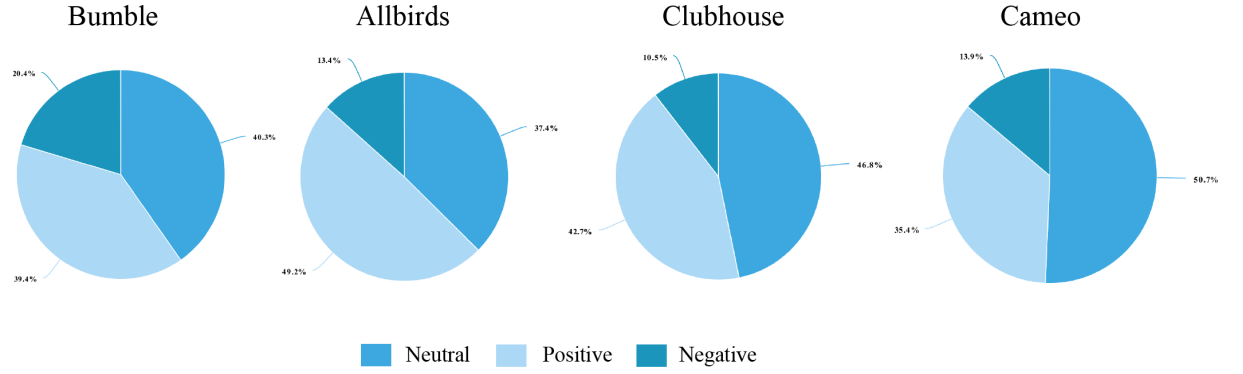 Bumble
Allbirds
Clubhouse
Cameo
20.4%
40.3%
39.4%
13.4%
37.4%
49.2%
10.5%
46.8%
42.7%
13.9%
50.7%
35.4%
Neutral
Positive
Negative